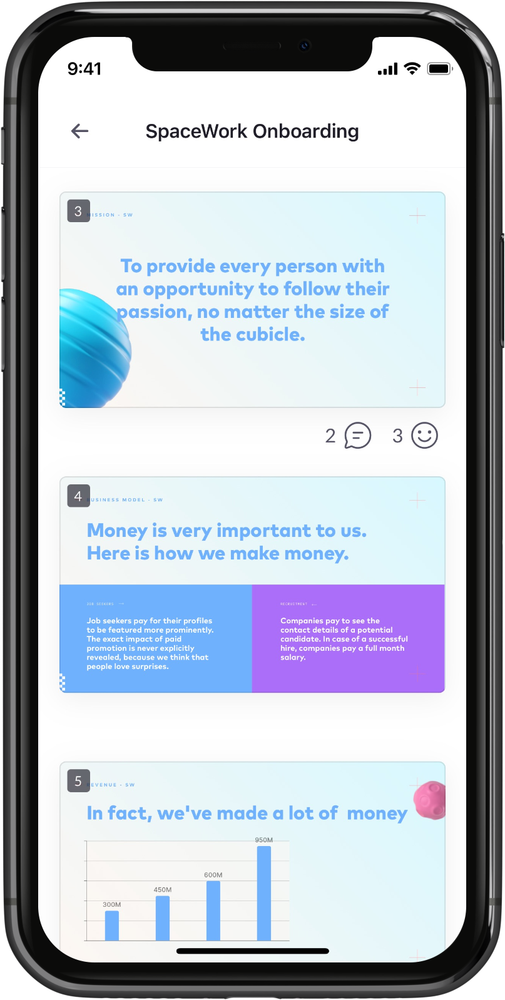 9:41
SpaceWork Onboarding
3
MISSION - SW
To provide every person with
an opportunity to follow their
passion, no matter the size of
the cubicle.
2
3
4
BUSINESS MODEL - SW
Money is very important to us.
Here is how we make money.
JOB SEEKERS
Job seekers pay for their profiles
to be featured more prominently.
The exact impact of paid
promotion is never explicitly
revealed, because we think that
people love surprises.
RECRUITMENT
Companies pay to see the
contact details of a potential
candidate. In case of a successful
hire, companies pay a full month
salary.
5
REVENUE - SW
In fact, we've made a lot of  money
950M
600M
450M
300M